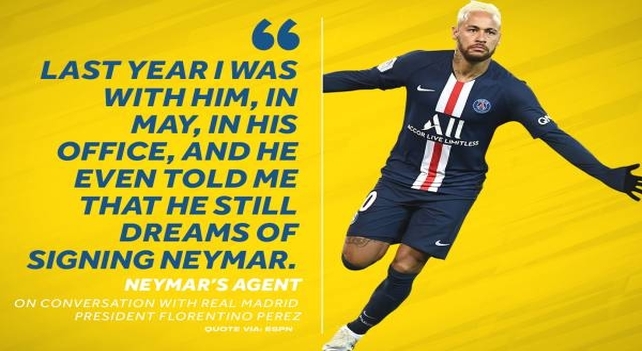 “
LAST YEAR I WAS
WITH HIM, IN
MAY, IN HIS
OFFICE, AND HE
EVEN TOLD ME
THAT HE STILL
DREAMS OF
SIGNING NEYMAR.
NEYMAR'S AGENT
ON CONVERSATION WITH REAL MADRID
PRESIDENT FLORENTINO PEREZ
QUOTE VIA: ESPN
ALL
ACCOR LIVE LIMITLESS